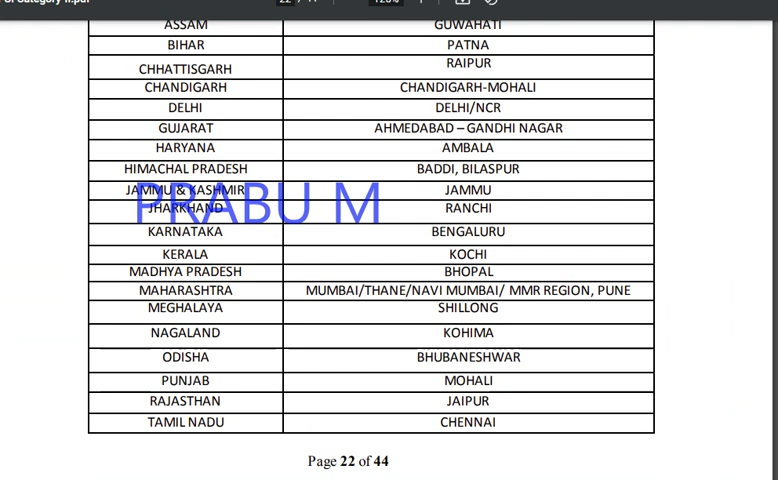 ASSAM GUWAHATI
BIHAR PATNA
CHHATTISGARH RAIPUR
CHANDIGARH CHANDIGARH-MOHALI
DELHI DELHI/NCR
GUJARAT AHMEDABAD – GANDHI NAGAR
HARYANA AMBALA
HIMACHAL PRADESH BADDI, BILASPUR
JAMMU & KASHMIR JAMMU
PRABU M
JHARKHAND RANCHI
KARNATAKA BENGALURU
KERALA KOCHI
MADHYA PRADESH BHOPAL
MAHARASHTRA MUMBAI/THANE/NAVI MUMBAI/ MMR REGION, PUNE
MEGHALAYA SHILLONG
NAGALAND KOHIMA
ODISHA BHUBANESHWAR
PUNJAB MOHALI
RAJASTHAN JAIPUR
TAMIL NADU CHENNAI
Page 22 of 44